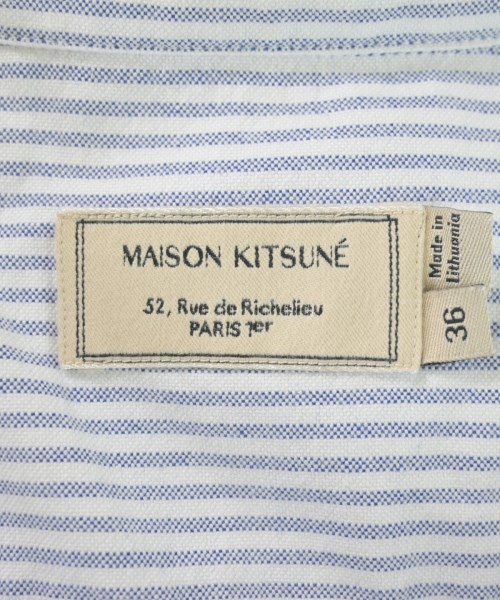 MAISON KITSUNÉ
52, Rue de Richelieu
PARIS 1er
Made in
Lithuania
36